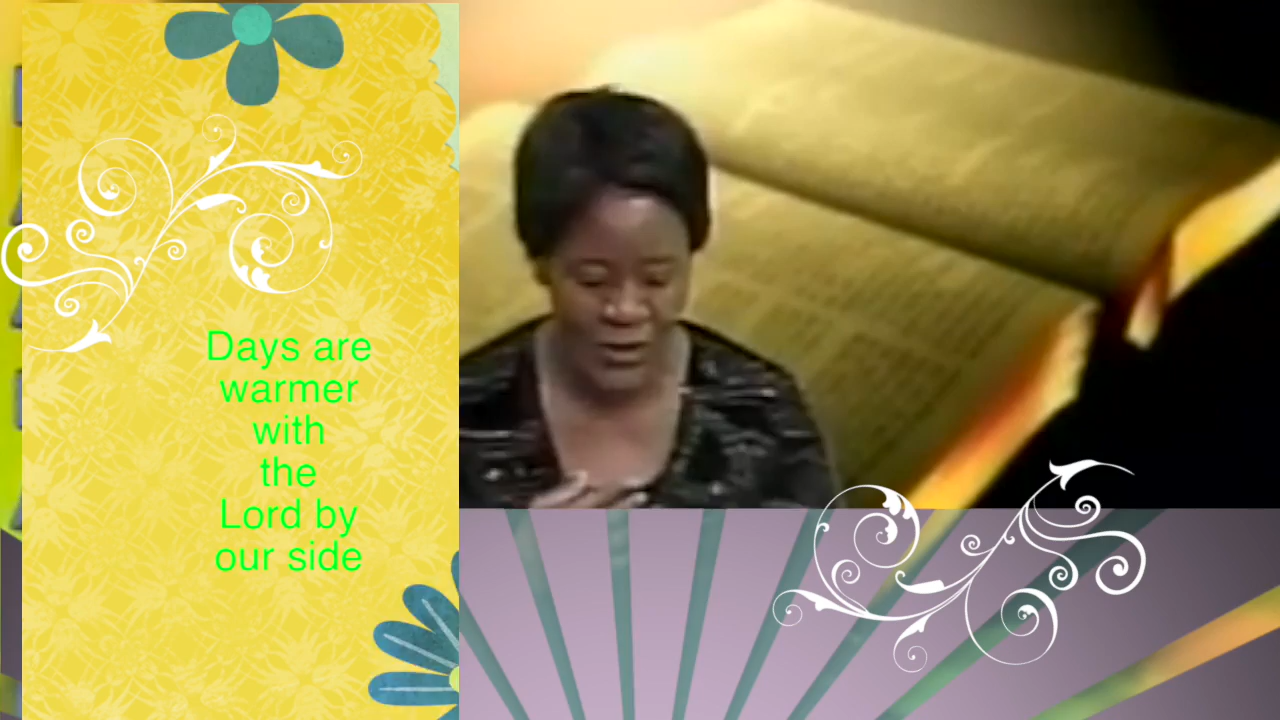 Days are
warmer
with
the
Lord by
our side